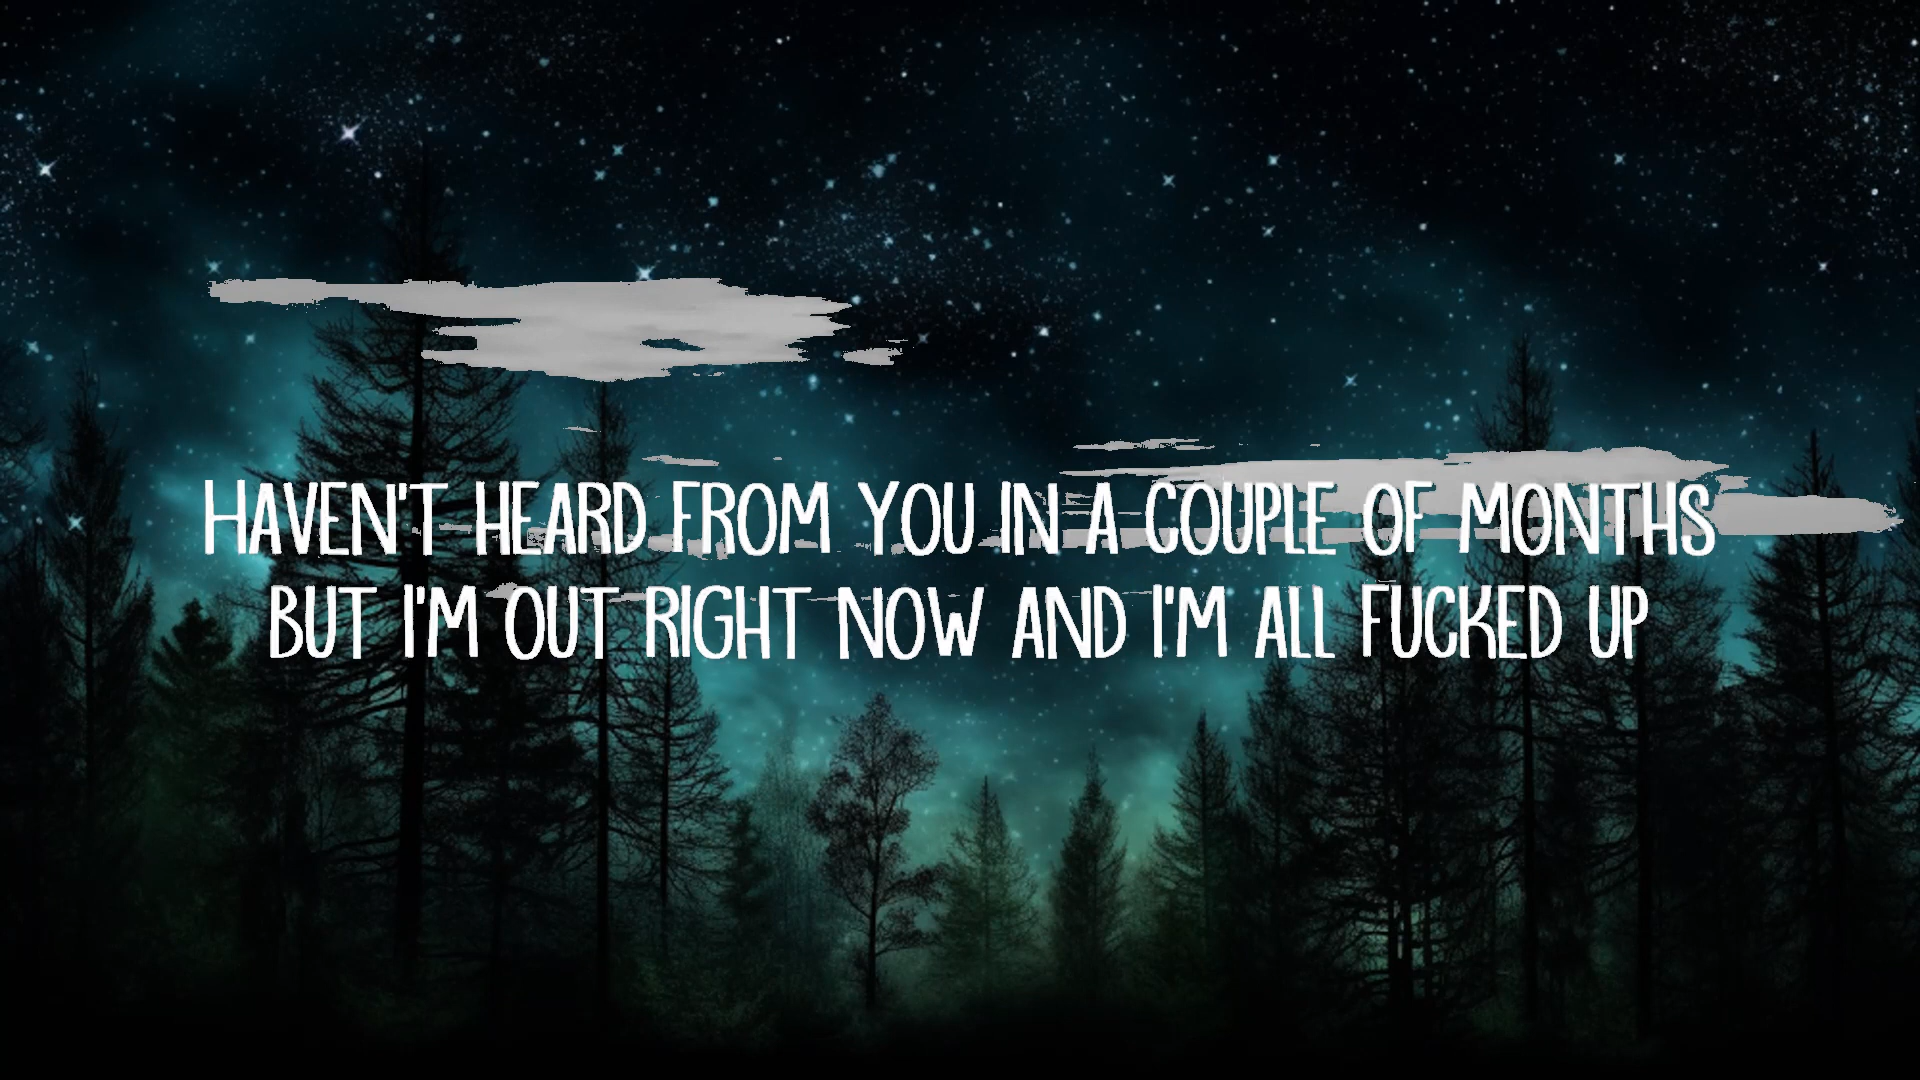 HAVEN'T HEARD FROM YOU IN A COUPLE OF MONTHS
BUT I'M OUT RIGHT NOW AND I'M ALL FUCKED UP